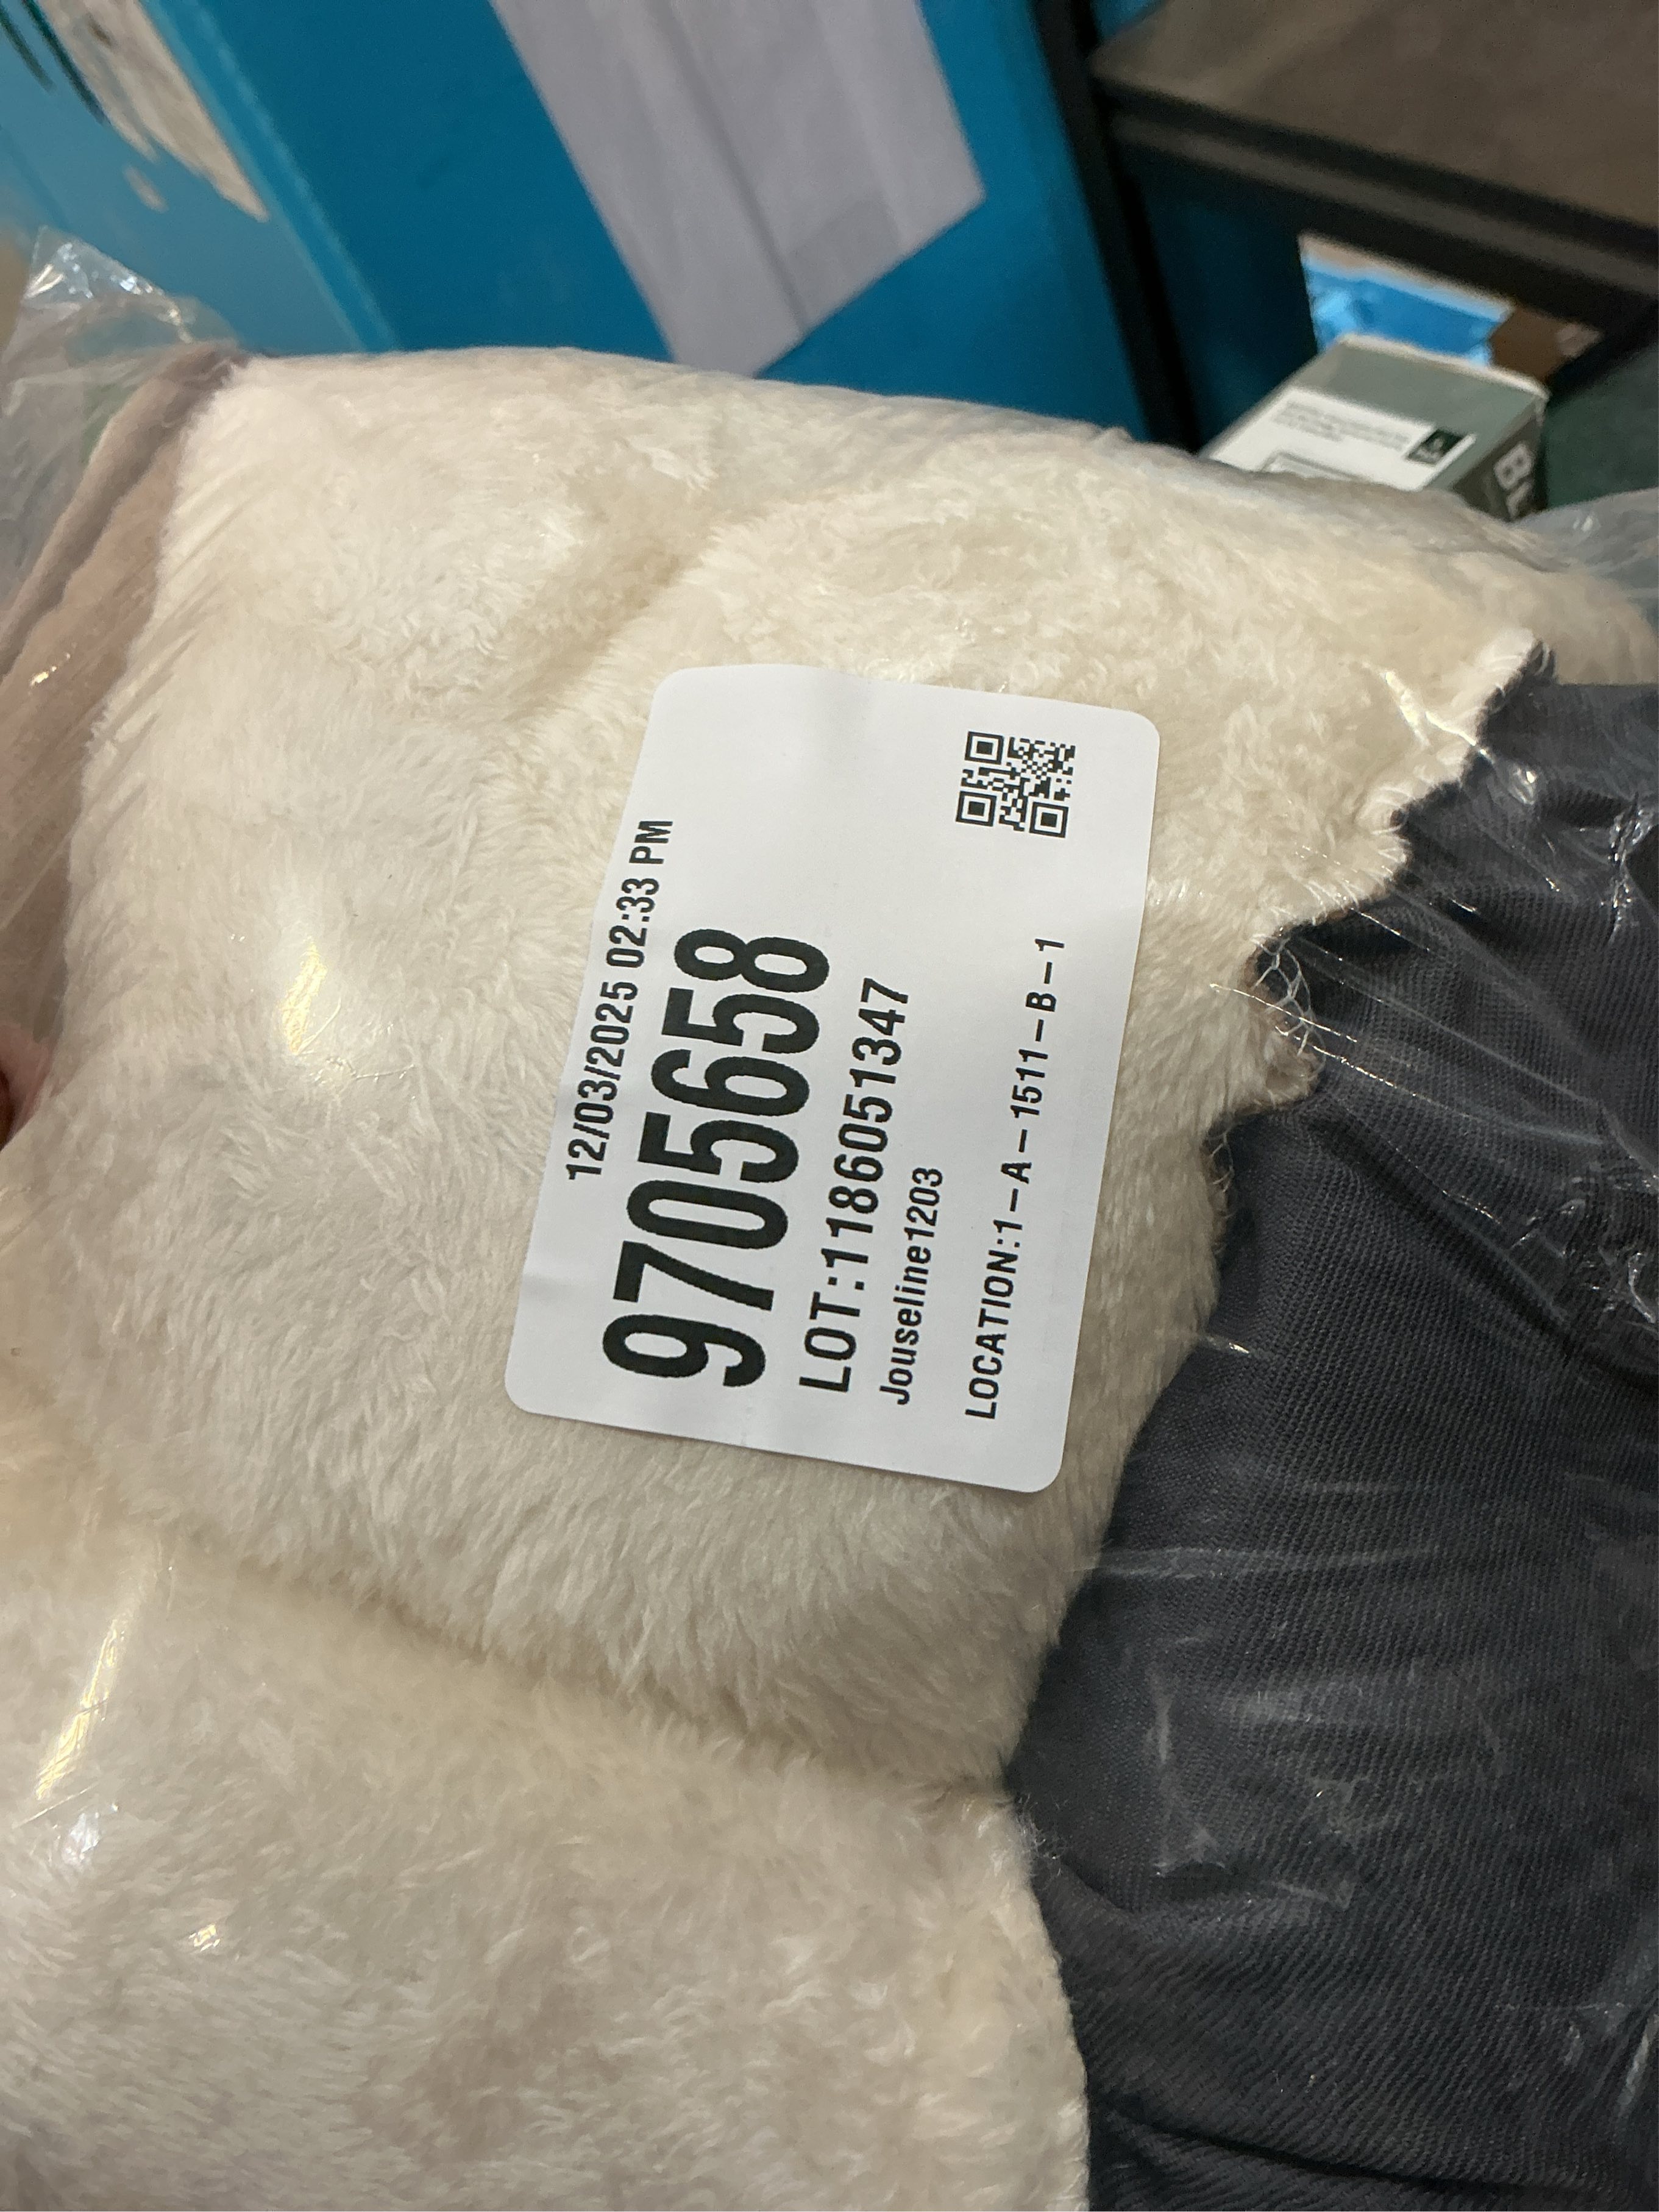 12/03/2025 02:33 PM
9705658
LOT:1186051347
Jouseline1203
LOCATION:1-A-1511-B-1